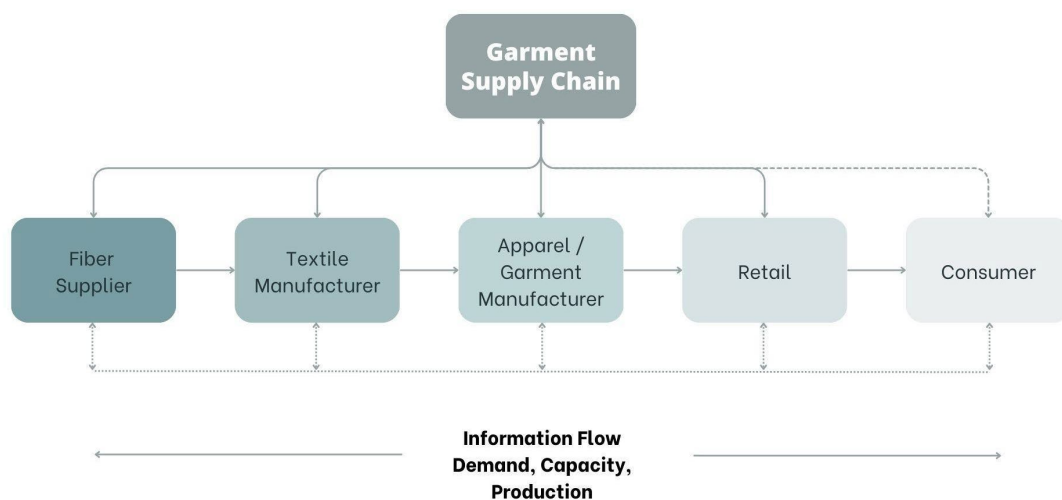 Garment
Supply Chain
Fiber
Supplier
Textile
Manufacturer
Apparel /
Garment
Manufacturer
Retail
Consumer
Information Flow
Demand, Capacity,
Production